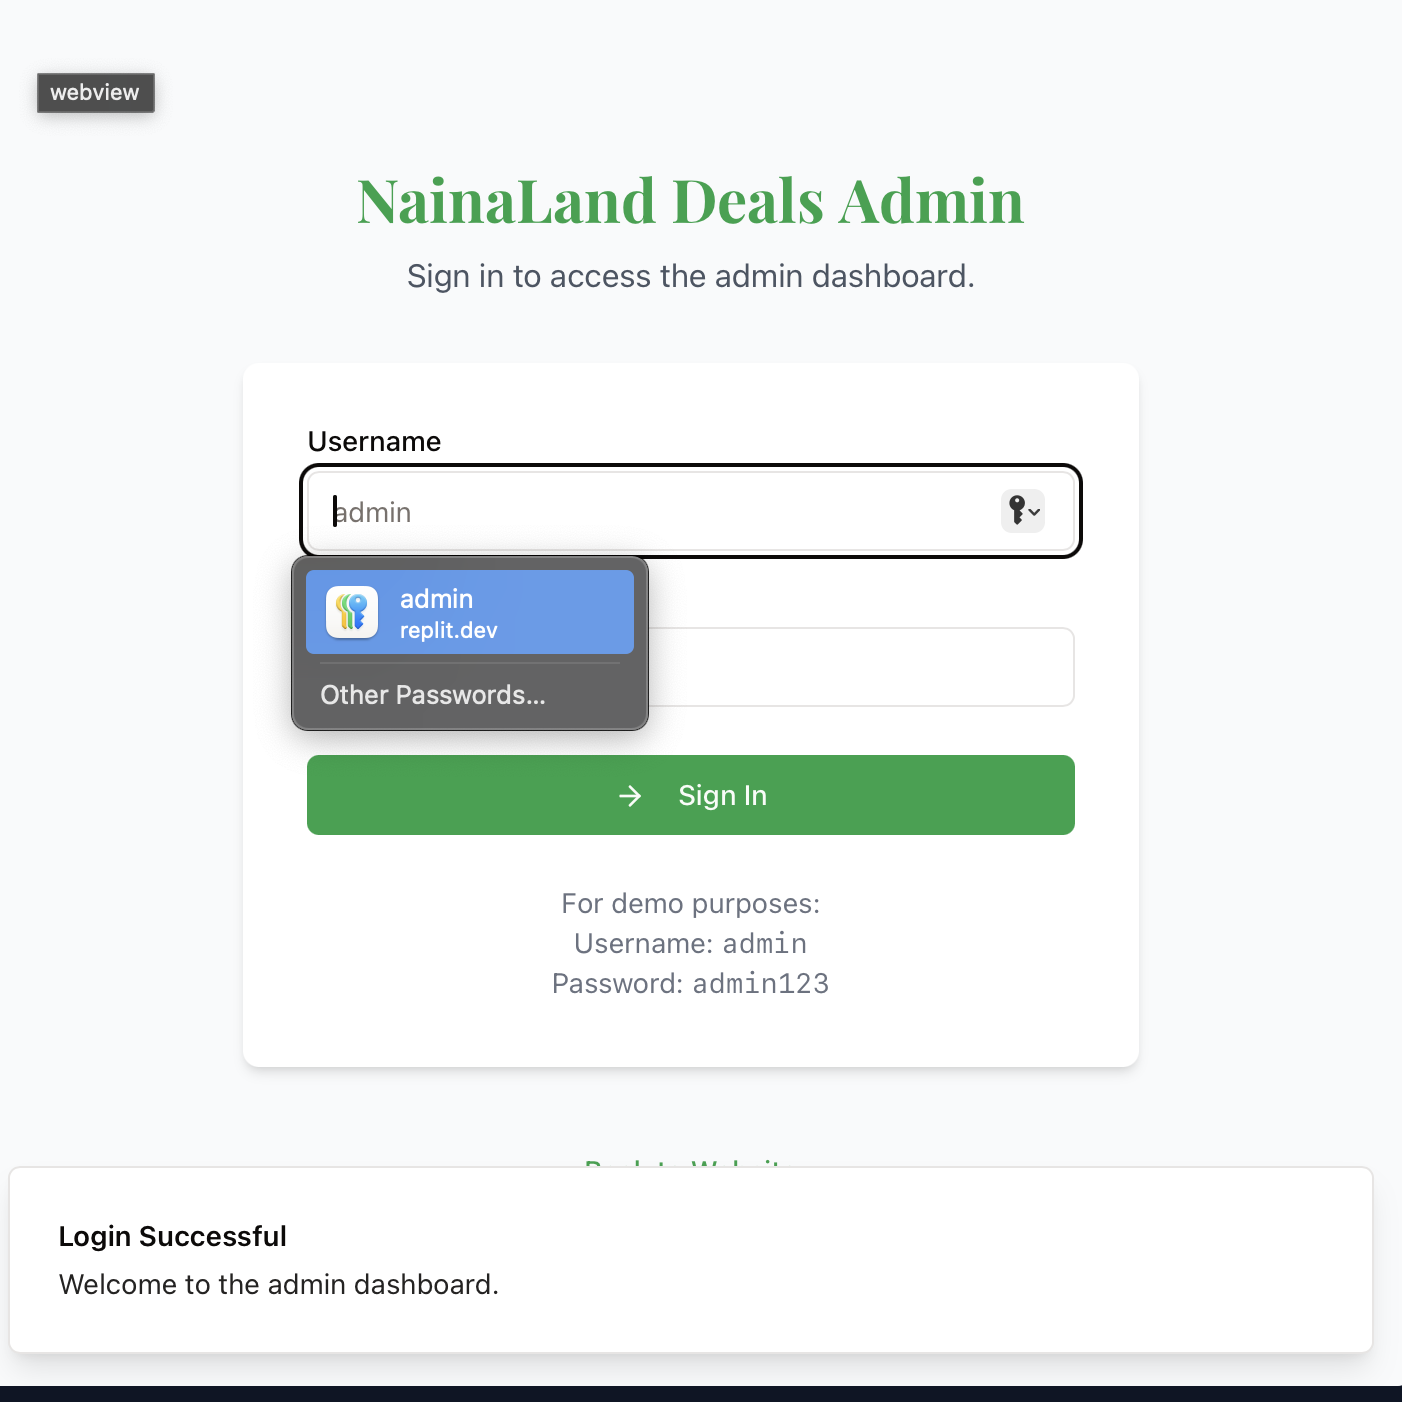 webview
NainaLand Deals Admin
Sign in to access the admin dashboard.
Username
admin
admin
replit.dev
Other Passwords...
Sign In
For demo purposes:
Username: admin
Password: admin123
Login Successful
Welcome to the admin dashboard.